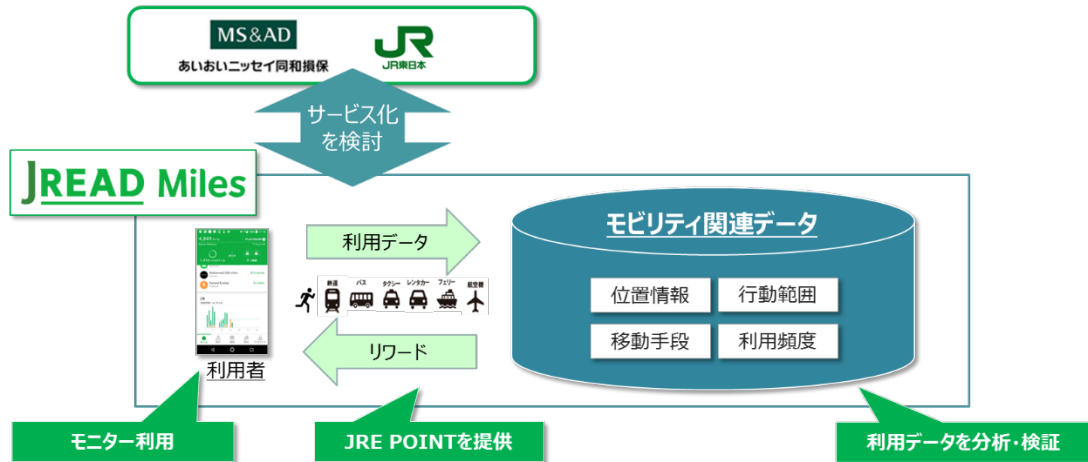 MS&AD
あいおいニッセイ同和損保
JR
JR東日本
サービス化
を検討
JREAD Miles
利用データ
鉄道 バス タクシー レンタカー フェリー 航空機
リワード
利用者
モビリティ関連データ
位置情報 行動範囲
移動手段 利用頻度
モニター利用
JRE POINTを提供
利用データを分析・検証